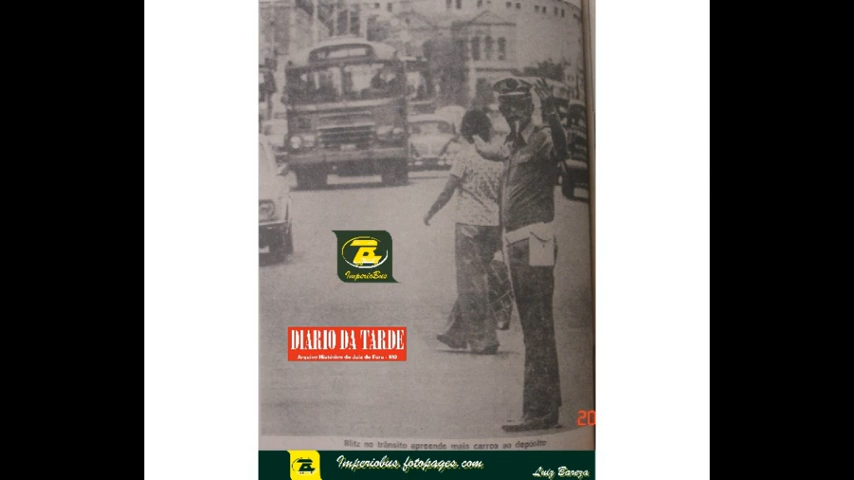 ImperioBus
DIARIO DA TARDE
Arquivo Histórico de Juiz de Fora - MG
20
Blitz no trânsito apreende mais carros ao depósito
Imperiobus.fotopages.com
Luiz Bareza